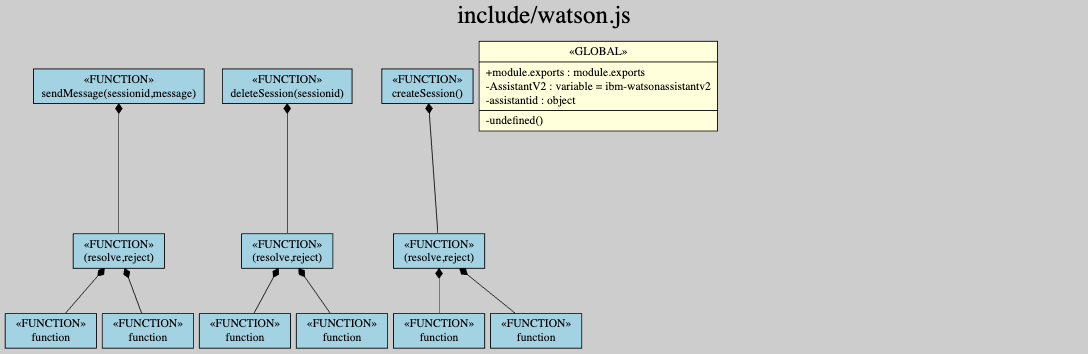 include/watson.js
«GLOBAL»
+module.exports : module.exports
-AssistantV2 : variable = ibm-watsonassistantv2
-assistantid : object
-undefined()
«FUNCTION»
sendMessage(sessionid,message)
«FUNCTION»
deleteSession(sessionid)
«FUNCTION»
createSession()
«FUNCTION»
(resolve,reject)
«FUNCTION»
(resolve,reject)
«FUNCTION»
(resolve,reject)
«FUNCTION»
function
«FUNCTION»
function
«FUNCTION»
function
«FUNCTION»
function
«FUNCTION»
function
«FUNCTION»
function